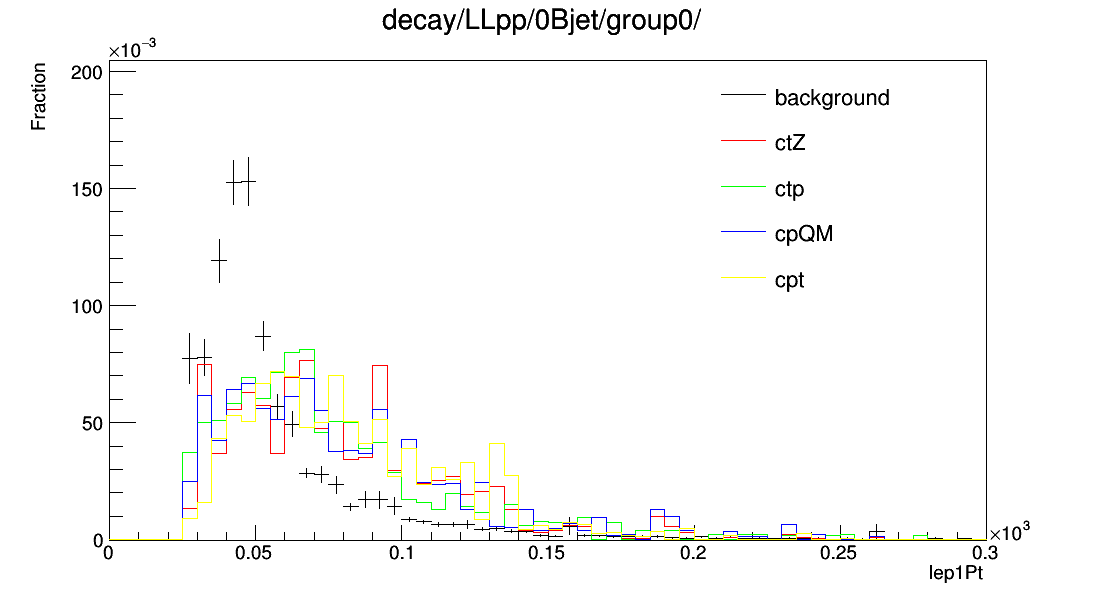 decay/LLpp/0Bjet/group0/
×10⁻³
Fraction
200
150
100
50
0
background
ctZ
ctp
cpQM
cpt
0 0.05 0.1 0.15 0.2 0.25 0.3
×10³
lep1Pt